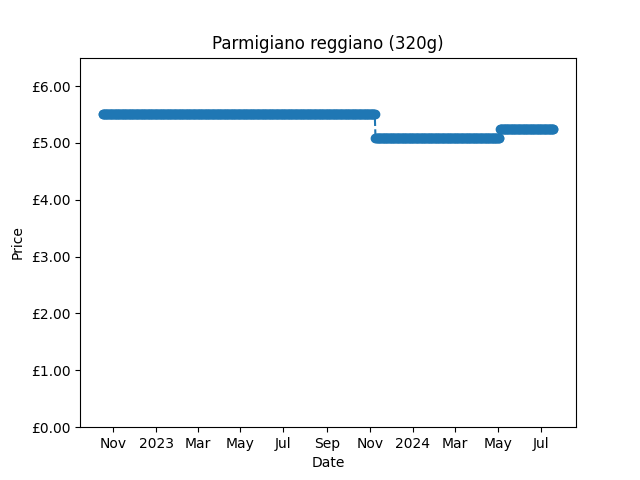 Parmigiano reggiano (320g)
£6.00
£5.00
£4.00
£3.00
£2.00
£1.00
£0.00
Price
Nov 2023 Mar May Jul Sep Nov 2024 Mar May Jul
Date